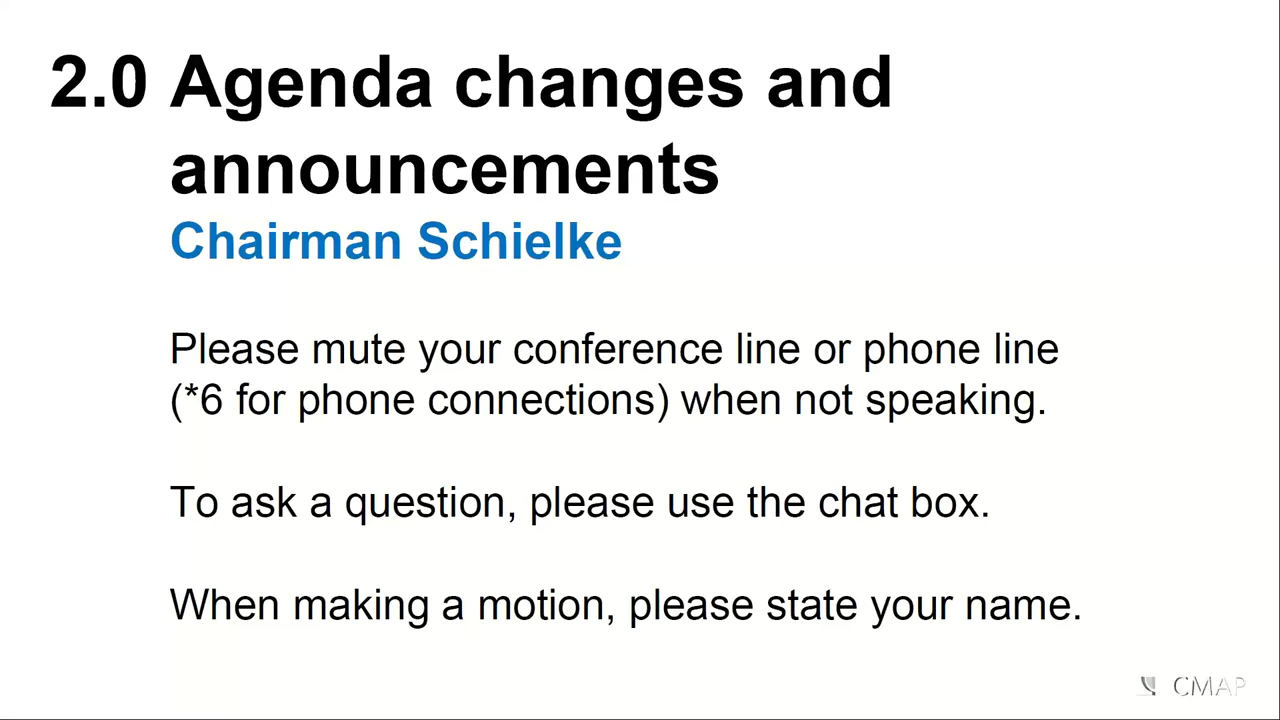 2.0 Agenda changes and
announcements
Chairman Schielke
Please mute your conference line or phone line
(*6 for phone connections) when not speaking.
To ask a question, please use the chat box.
When making a motion, please state your name.
CMAP